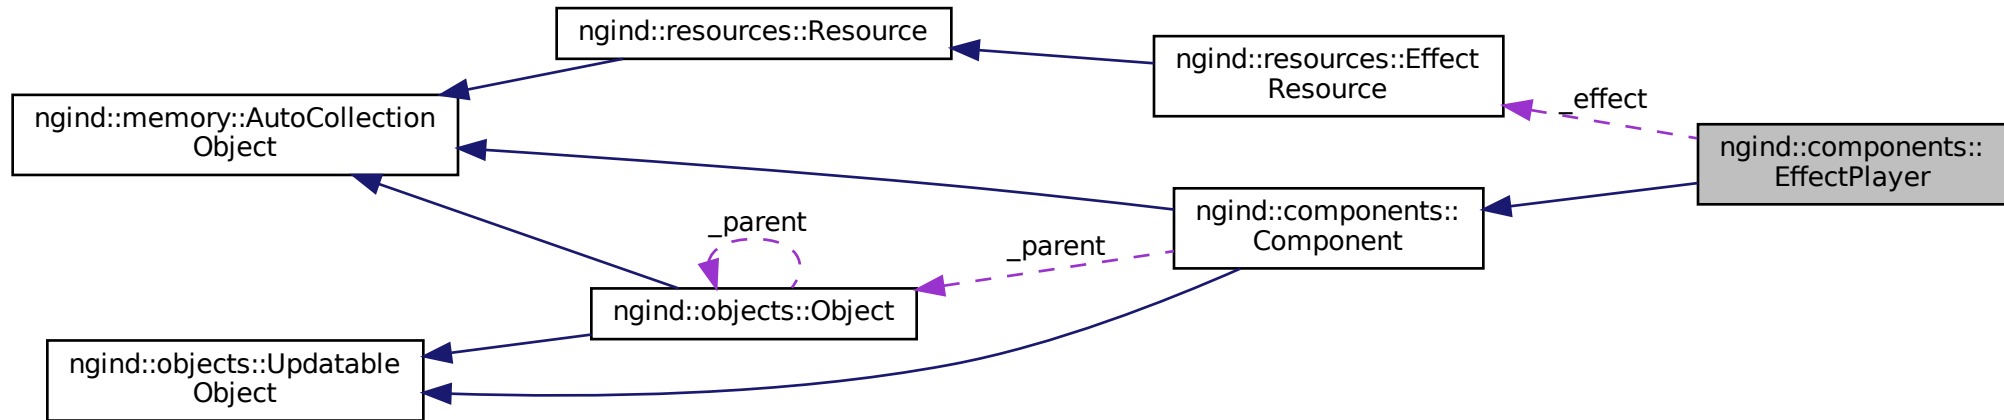 ngind::resources::Resource
ngind::resources::Effect
Resource
_effect
ngind::memory::AutoCollection
Object
ngind::components::
EffectPlayer
ngind::components::
Component
_parent
_parent
ngind::objects::Object
ngind::objects::Updatable
Object